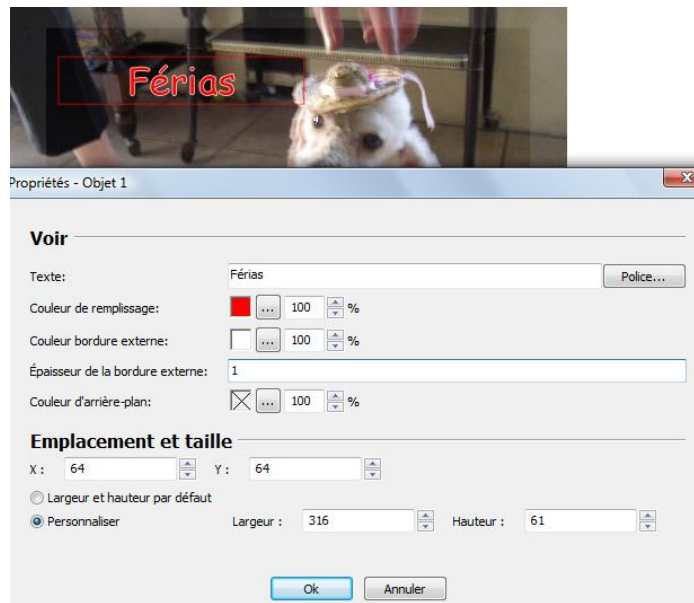 Férias
Propriétés - Objet 1
Voir
Texte: Férias Police...
Couleur de remplissage: ... 100 %
Couleur bordure externe: ... 100 %
Épaisseur de la bordure externe: 1
Couleur d'arrière-plan: ... 100 %
Emplacement et taille
X : 64 Y : 64
Largeur et hauteur par défaut
Personnaliser Largeur : 316 Hauteur : 61
Ok Annuler